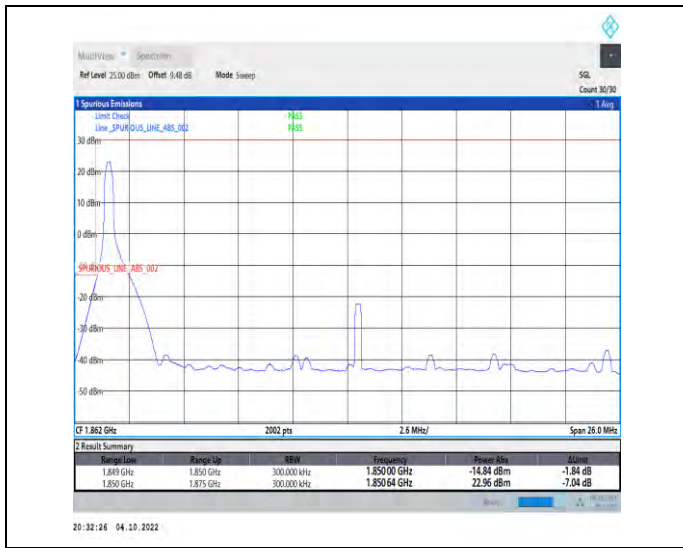 MultiView Spectrum
Ref Level 25.00 dBm Offset 9.48 dB Mode Sweep SGL
Count 30/30
1 Spurious Emissions 1 Avg
Limit Check PASS
Line _SPURIOUS_LINE_ABS_002 PASS
30 dBm
20 dBm
10 dBm
0 dBm
_SPURIOUS_LINE_ABS_002
-20 dBm
-30 dBm
-40 dBm
-50 dBm
CF 1.862 GHz 2002 pts 2.6 MHz/ Span 26.0 MHz
2 Result Summary
Range Low Range Up RBW Frequency Power Abs ΔLimit
1.849 GHz 1.850 GHz 300.000 kHz 1.85000 GHz -14.84 dBm -1.84 dB
1.850 GHz 1.875 GHz 300.000 kHz 1.85064 GHz 22.96 dBm -7.04 dB
20:32:26 04.10.2022